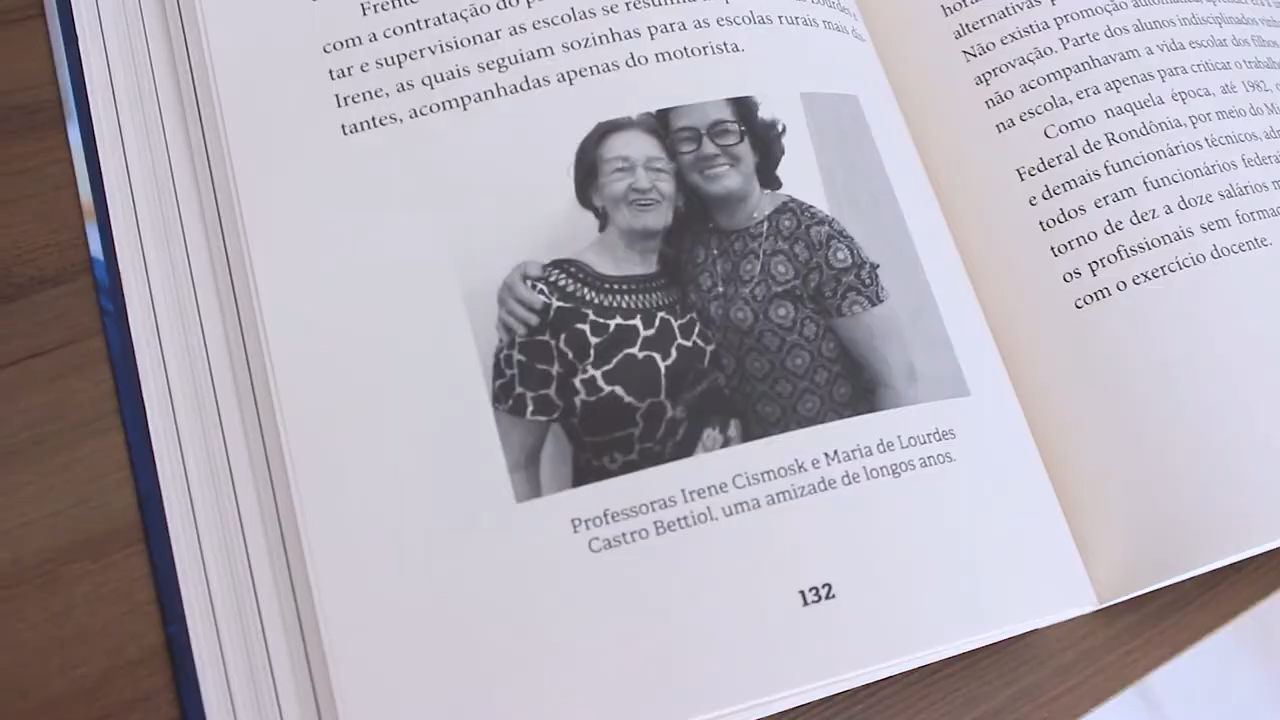 Frente
com a contratação do
tar e supervisionar as escolas se resumia
Irene, as quais seguiam sozinhas para as escolas rurais mais dis-
tantes, acompanhadas apenas do motorista.
Professoras Irene Cismosk e Maria de Lourdes
Castro Bettiol, uma amizade de longos anos.
132
alternativas
Não existia promoção automática,
aprovação. Parte dos alunos indisciplinados
não acompanhavam a vida escolar dos filhos
na escola, era apenas para criticar o trabalho
Como naquela época, até 1982,
Federal de Rondônia, por meio do
e demais funcionários técnicos,
todos eram funcionários
torno de dez a doze salários
os profissionais sem
com o exercício docente.